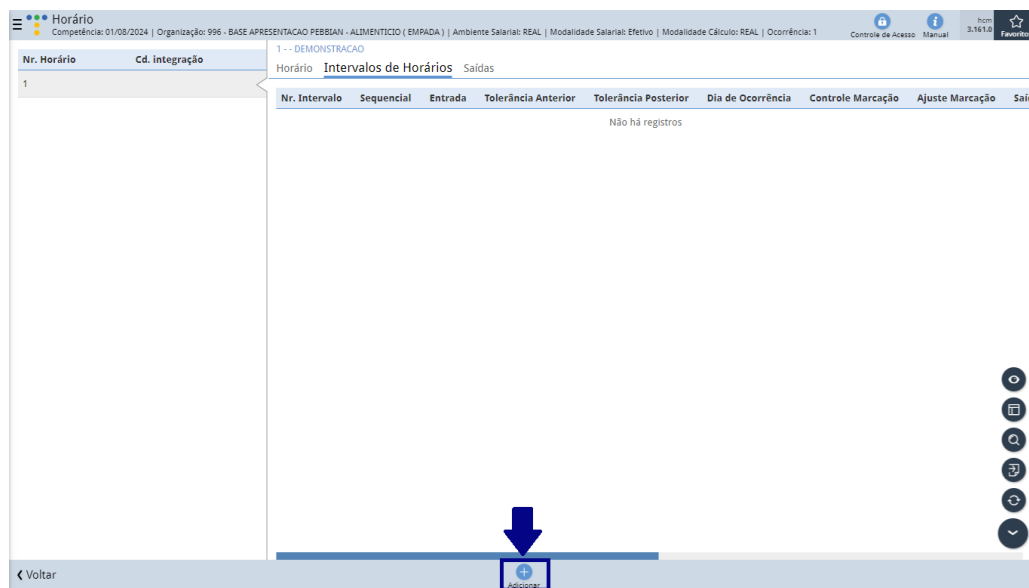 Horário
Competência: 01/08/2024 | Organização: 996 - BASE APRESENTACAO PEBBIAN - ALIMENTICIO ( EMPADA ) | Ambiente Salarial: REAL | Modalidade Salarial: Efetivo | Modalidade Cálculo: REAL | Ocorrência: 1
Controle de Acesso
Manual
hcm
3.161.0
Favoritos
Nr. Horário Cd. integração
1
1 - - DEMONSTRACAO
Horário Intervalos de Horários Saídas
Nr. Intervalo Sequencial Entrada Tolerância Anterior Tolerância Posterior Dia de Ocorrência Controle Marcação Ajuste Marcação Saí
Não há registros
Voltar
Adicionar